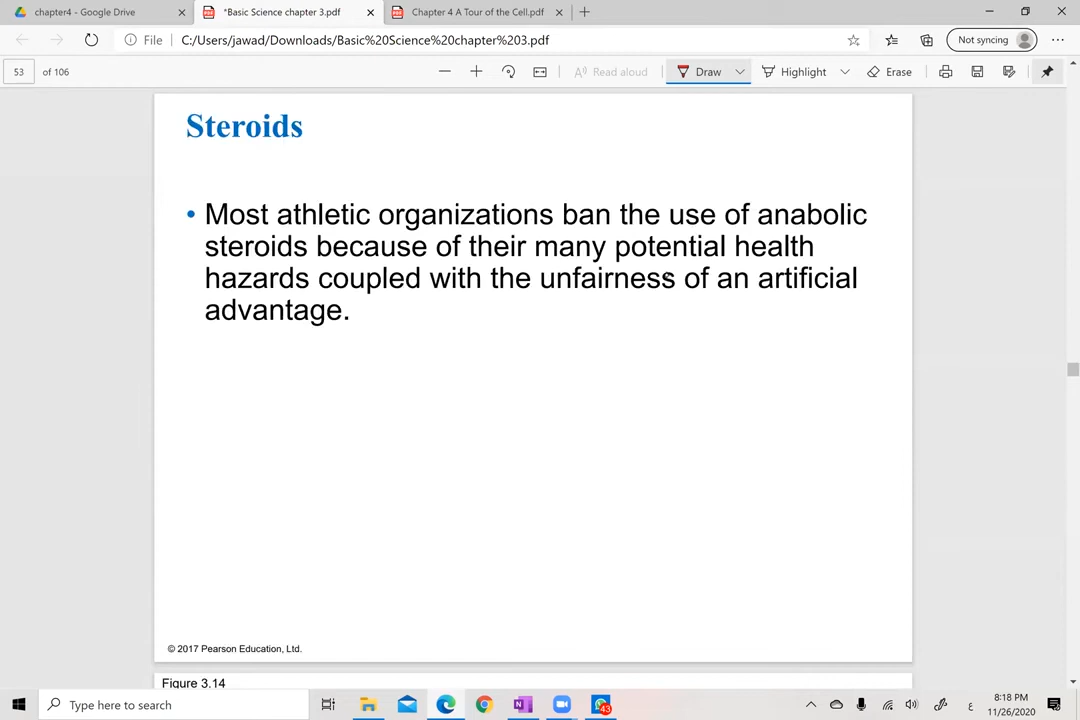 chapter4 - Google Drive
*Basic Science chapter 3.pdf
Chapter 4 A Tour of the Cell.pdf
File
C:/Users/jawad/Downloads/Basic%20Science%20chapter%203.pdf
Not syncing
53 of 106
Read aloud
Draw
Highlight
Erase
Steroids
• Most athletic organizations ban the use of anabolic
steroids because of their many potential health
hazards coupled with the unfairness of an artificial
advantage.
© 2017 Pearson Education, Ltd.
Figure 3.14
Type here to search
43
ع
8:18 PM
11/26/2020